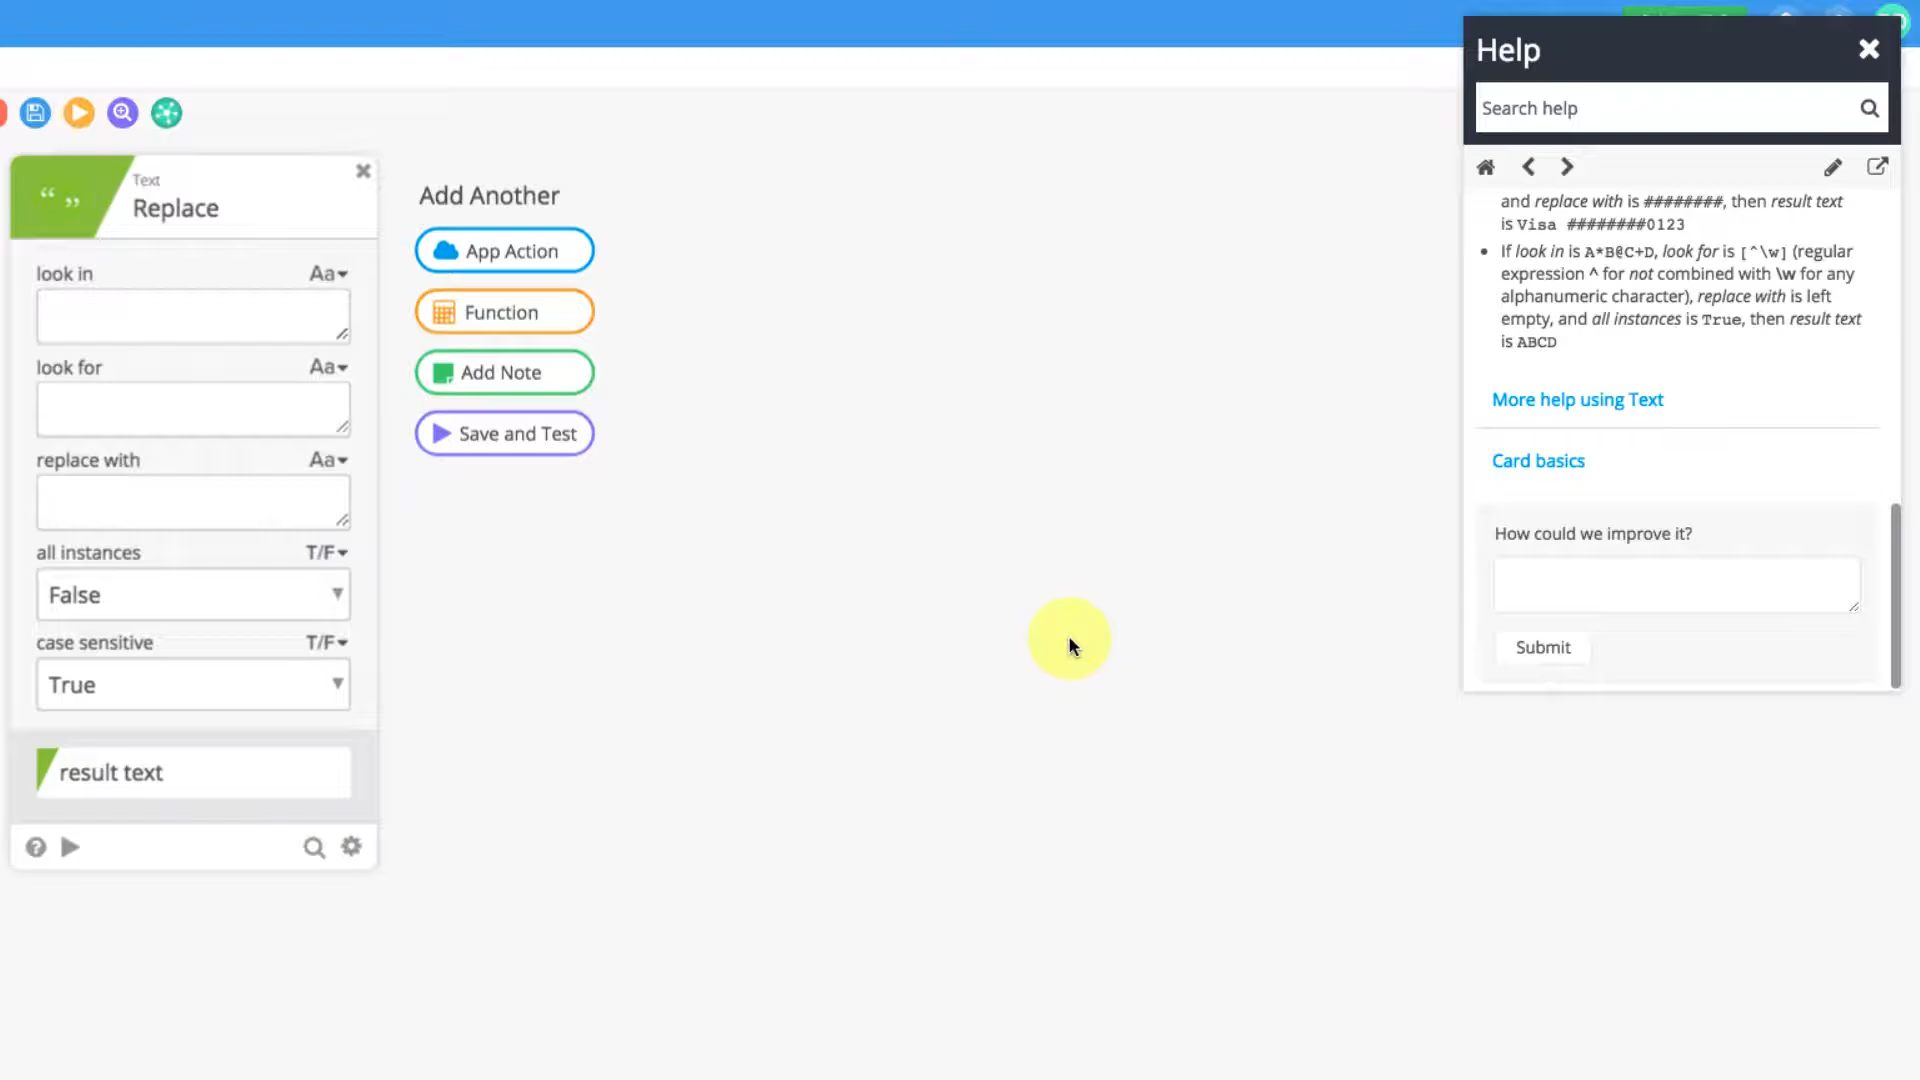 Help
Search help
Text
Replace
look in
Aa
look for
Aa
replace with
Aa
all instances
T/F
False
case sensitive
T/F
True
result text
Add Another
App Action
Function
Add Note
Save and Test
and replace with is ########, then result text
is Visa ########0123
If look in is A*B@C+D, look for is [^\w] (regular
expression ^ for not combined with \w for any
alphanumeric character), replace with is left
empty, and all instances is True, then result text
is ABCD
More help using Text
Card basics
How could we improve it?
Submit